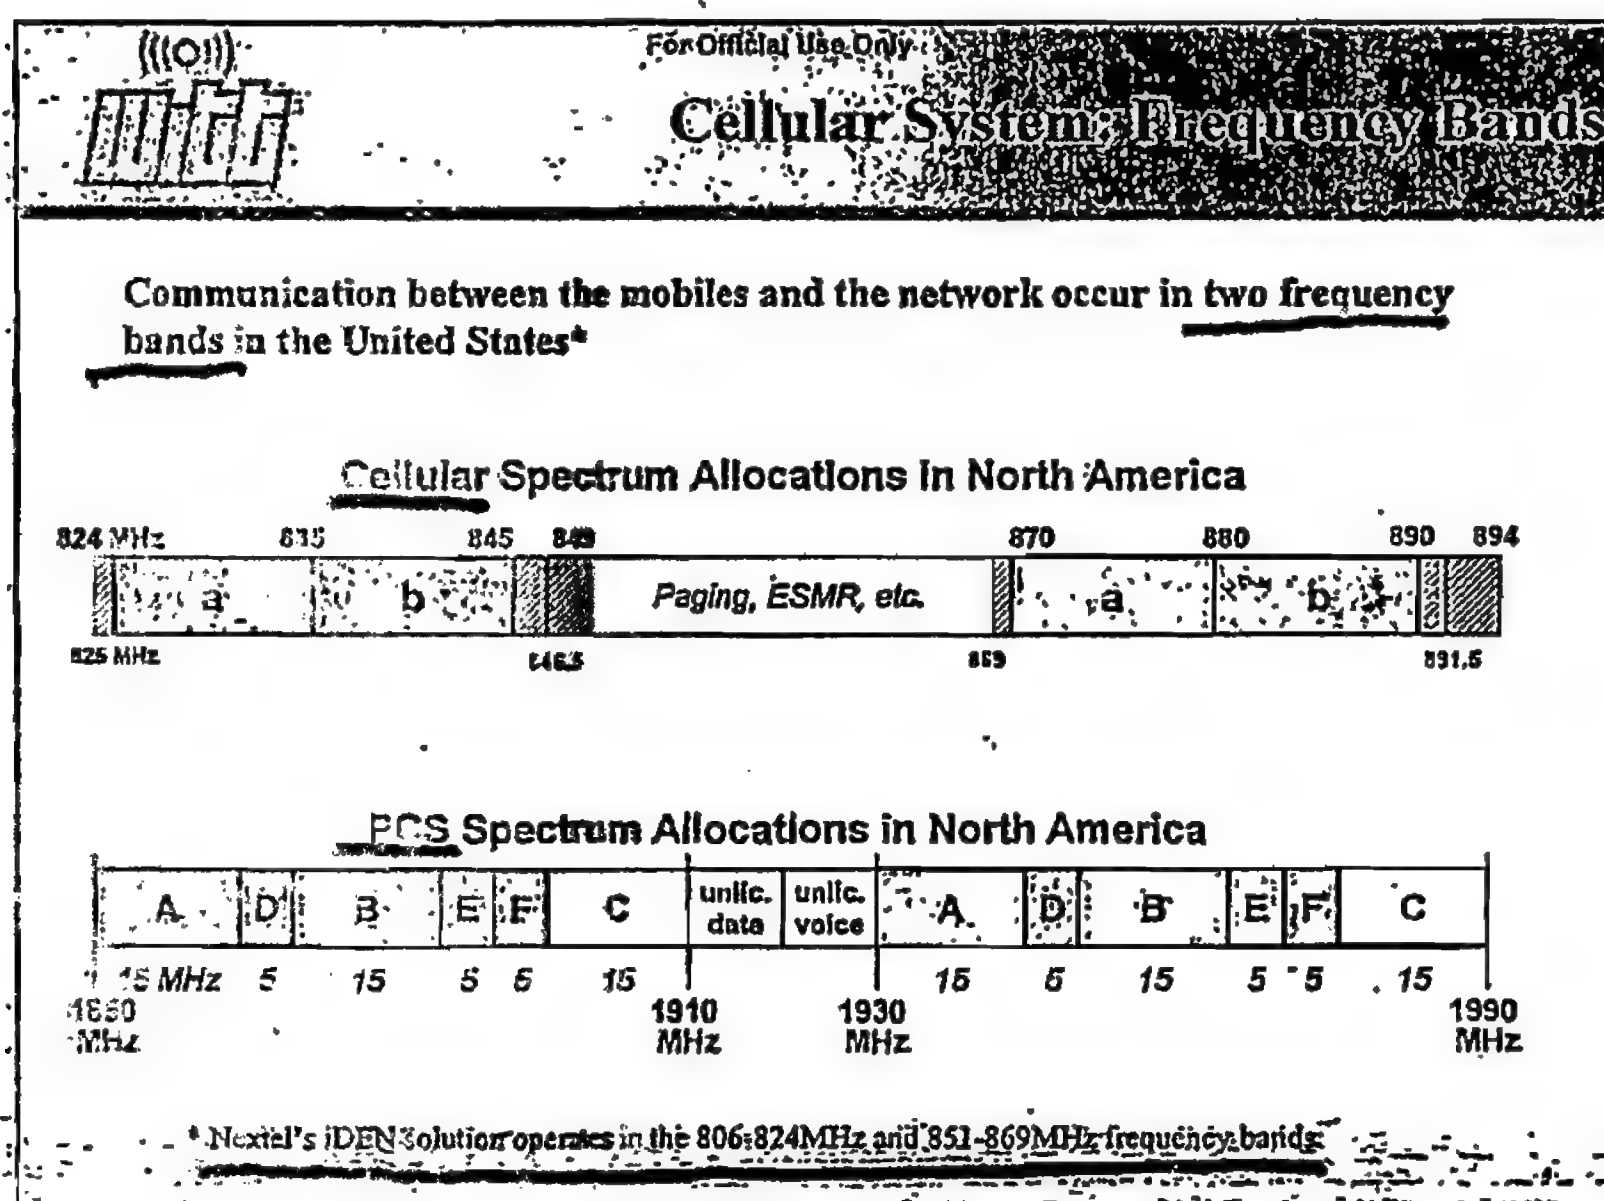 For Official Use Only
Cellular System: Frequency Bands
Communication between the mobiles and the network occur in two frequency
bands in the United States*
Cellular Spectrum Allocations in North America
824 MHz 835 845 849 870 880 890 894
a b Paging, ESMR, etc. a b
825 MHz 846.5 869 891.5
PCS Spectrum Allocations in North America
A D B E F C unlic. data unlic. voice A D B E F C
15 MHz 5 15 5 5 15 15 5 15 5 5 15
1850 MHz 1910 MHz 1930 MHz 1990 MHz
* Nextel's iDEN solution operates in the 806-824MHz and 851-869MHz frequency bands.